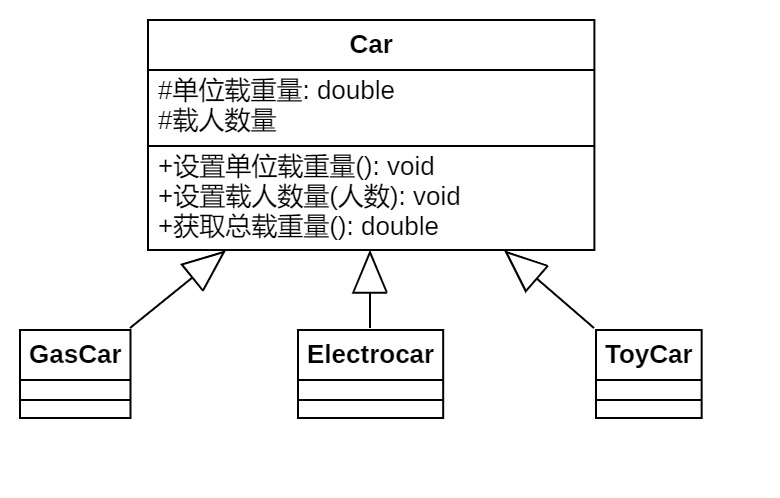 Car
#单位载重量: double
#载人数量
+设置单位载重量(): void
+设置载人数量(人数): void
+获取总载重量(): double
GasCar
Electrocar
ToyCar